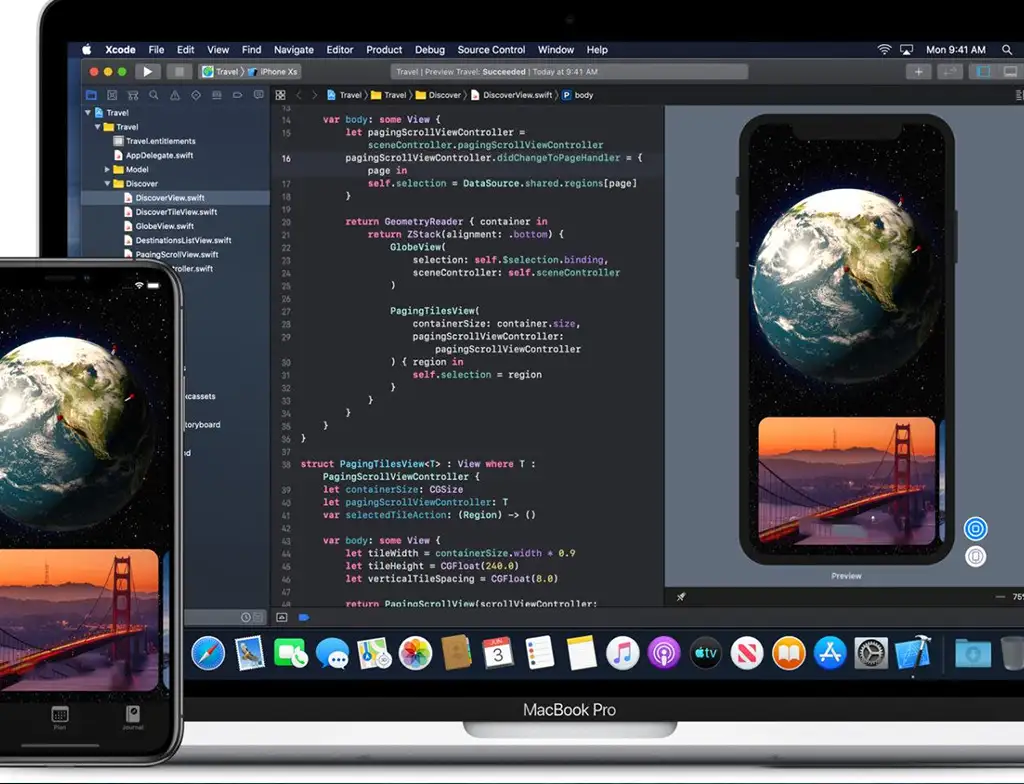 Xcode File Edit View Find Navigate Editor Product Debug Source Control Window Help Mon 9:41 AM
Travel iPhone Xs Travel | Preview Travel: Succeeded | Today at 9:41 AM
Travel Travel Discover DiscoverView.swift P body
Travel
Travel
Travel.entitlements
AppDelegate.swift
Model
Discover
DiscoverView.swift
DiscoverTileView.swift
GlobeView.swift
DestinationsListView.swift
PagingScrollView.swift
troller.swift
xcassets
toryboard
13
14 var body: some View {
15 let pagingScrollViewController =
sceneController.pagingScrollViewController
16 pagingScrollViewController.didChangeToPageHandler = {
page in
17 self.selection = DataSource.shared.regions[page]
18 }
19
20 return GeometryReader { container in
21 return ZStack(alignment: .bottom) {
22 GlobeView(
23 selection: self.$selection.binding,
24 sceneController: self.sceneController
25 )
26
27 PagingTilesView(
28 containerSize: container.size,
29 pagingScrollViewController:
pagingScrollViewController
30 ) { region in
31 self.selection = region
32 }
33 }
34 }
35 }
36 }
37
38 struct PagingTilesView<T> : View where T :
PagingScrollViewController {
39 let containerSize: CGSize
40 let pagingScrollViewController: T
41 var selectedTileAction: (Region) -> ()
42
43 var body: some View {
44 let tileWidth = containerSize.width * 0.9
45 let tileHeight = CGFloat(240.0)
46 let verticalTileSpacing = CGFloat(8.0)
47
48 return PagingScrollView(scrollViewController:
Preview
75%
JUN
3
tv
Plan
Journal
MacBook Pro